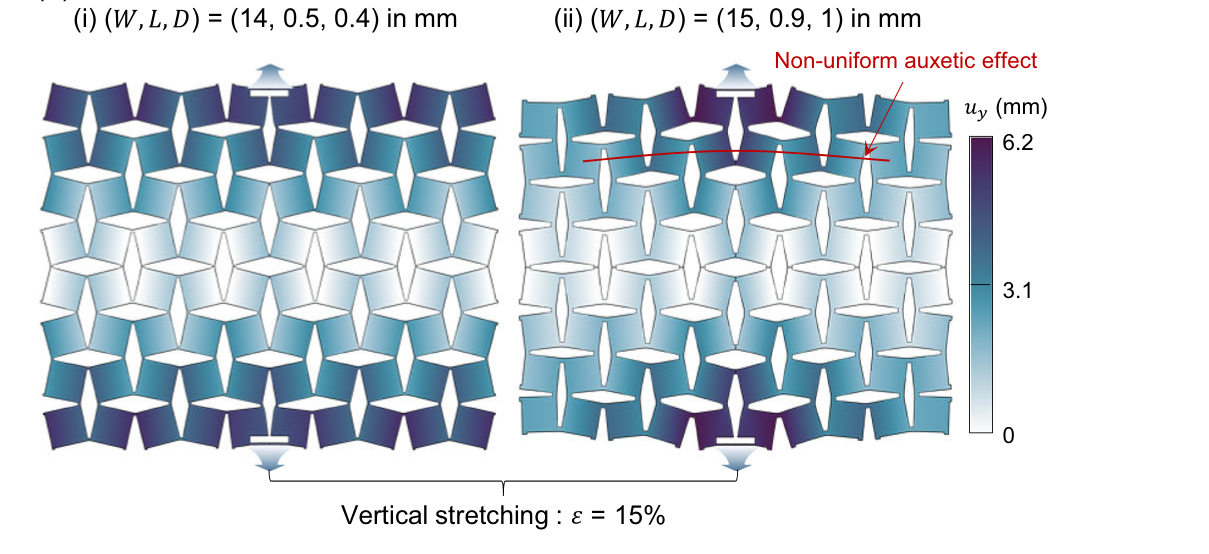 (i) (W, L, D) = (14, 0.5, 0.4) in mm
(ii) (W, L, D) = (15, 0.9, 1) in mm
Non-uniform auxetic effect
u_y (mm)
6.2
3.1
0
Vertical stretching : ε = 15%